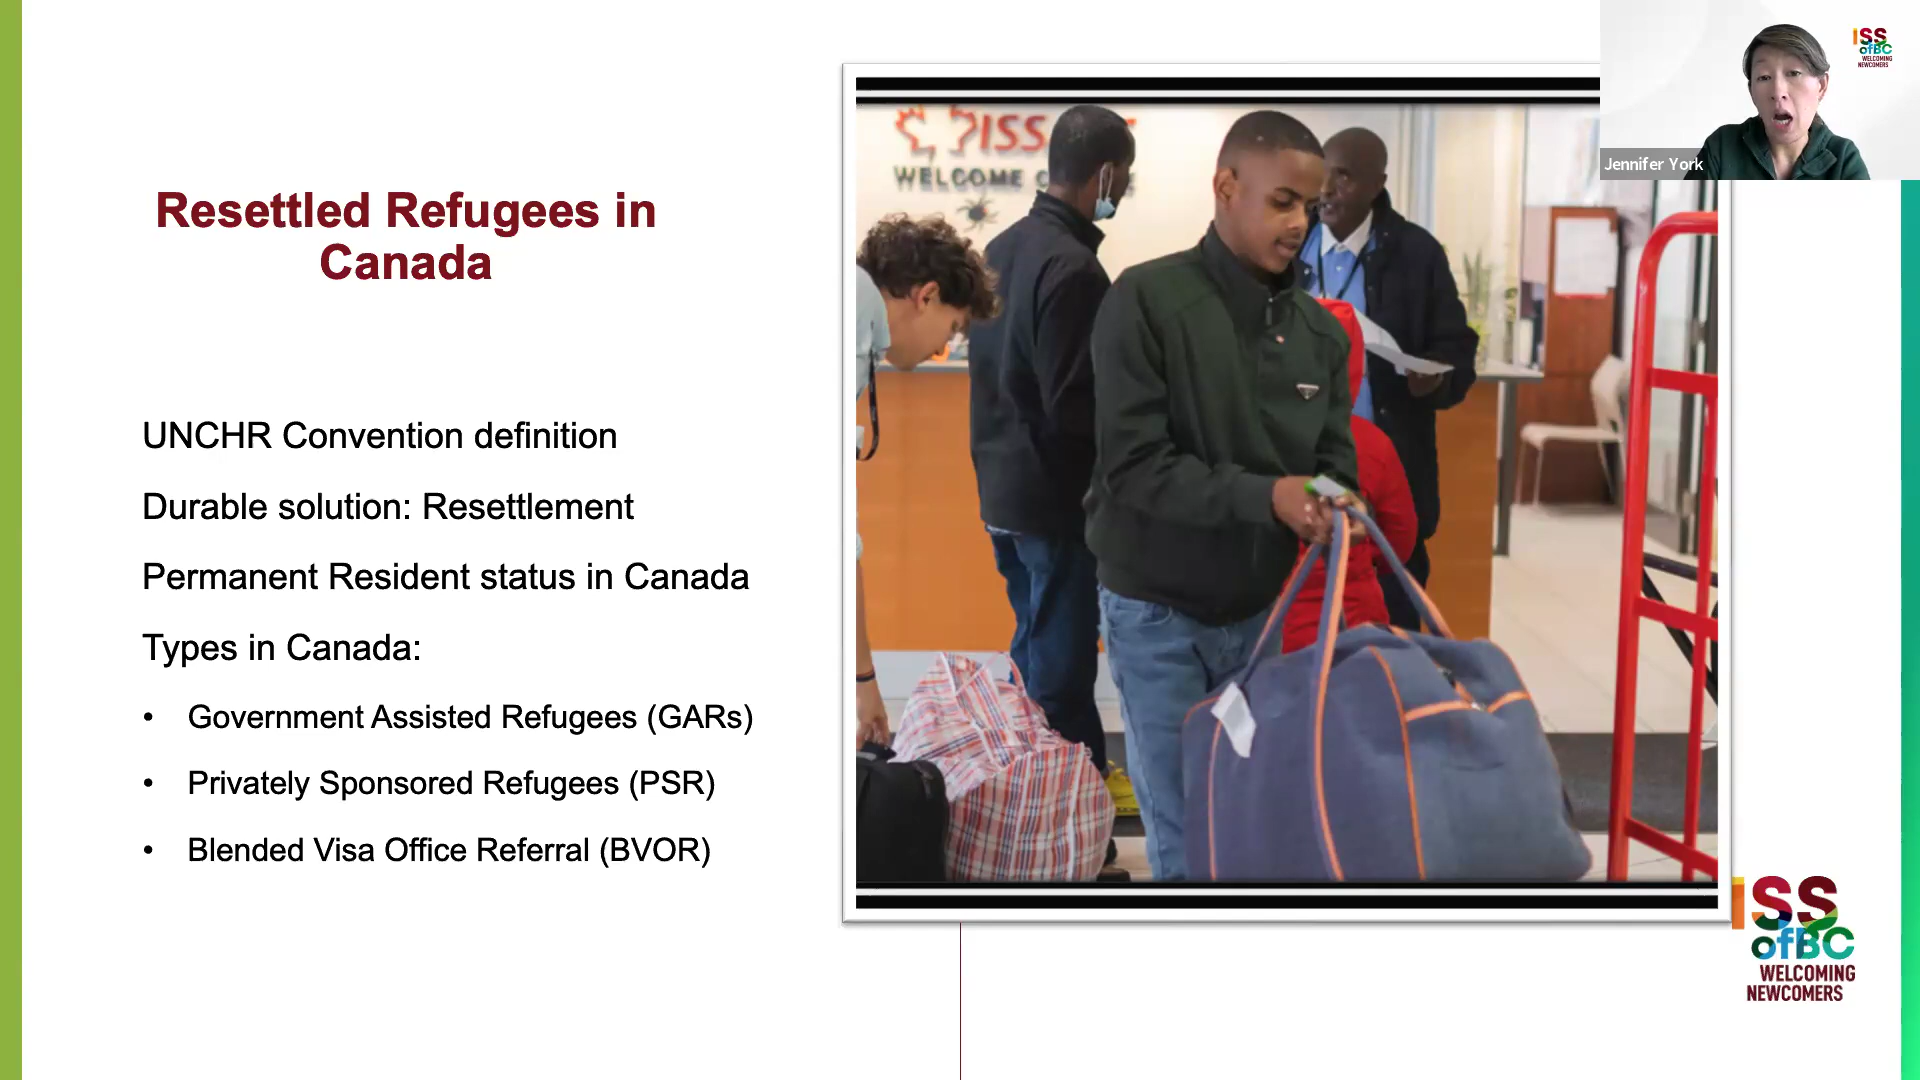 Resettled Refugees in
Canada
UNCHR Convention definition
Durable solution: Resettlement
Permanent Resident status in Canada
Types in Canada:
• Government Assisted Refugees (GARs)
• Privately Sponsored Refugees (PSR)
• Blended Visa Office Referral (BVOR)
ISS
WELCOME C
Jennifer York
ISS
ofBC
WELCOMING
NEWCOMERS
ISS
ofBC
WELCOMING
NEWCOMERS